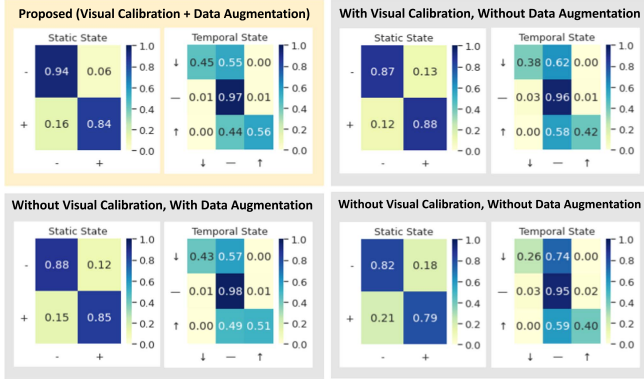 Proposed (Visual Calibration + Data Augmentation)
Static State
Temporal State
- 0.94 0.06
+ 0.16 0.84
- +
1.0
0.8
0.6
0.4
0.2
0.0
↓ 0.45 0.55 0.00
— 0.01 0.97 0.01
↑ 0.00 0.44 0.56
↓ — ↑
1.0
0.8
0.6
0.4
0.2
0.0
With Visual Calibration, Without Data Augmentation
Static State
Temporal State
- 0.87 0.13
+ 0.12 0.88
- +
1.0
0.8
0.6
0.4
0.2
0.0
↓ 0.38 0.62 0.00
— 0.03 0.96 0.01
↑ 0.00 0.58 0.42
↓ — ↑
1.0
0.8
0.6
0.4
0.2
0.0
Without Visual Calibration, With Data Augmentation
Static State
Temporal State
- 0.88 0.12
+ 0.15 0.85
- +
1.0
0.8
0.6
0.4
0.2
0.0
↓ 0.43 0.57 0.00
— 0.01 0.98 0.01
↑ 0.00 0.49 0.51
↓ — ↑
1.0
0.8
0.6
0.4
0.2
0.0
Without Visual Calibration, Without Data Augmentation
Static State
Temporal State
- 0.82 0.18
+ 0.21 0.79
- +
1.0
0.8
0.6
0.4
0.2
0.0
↓ 0.26 0.74 0.00
— 0.03 0.95 0.02
↑ 0.00 0.59 0.40
↓ — ↑
1.0
0.8
0.6
0.4
0.2
0.0